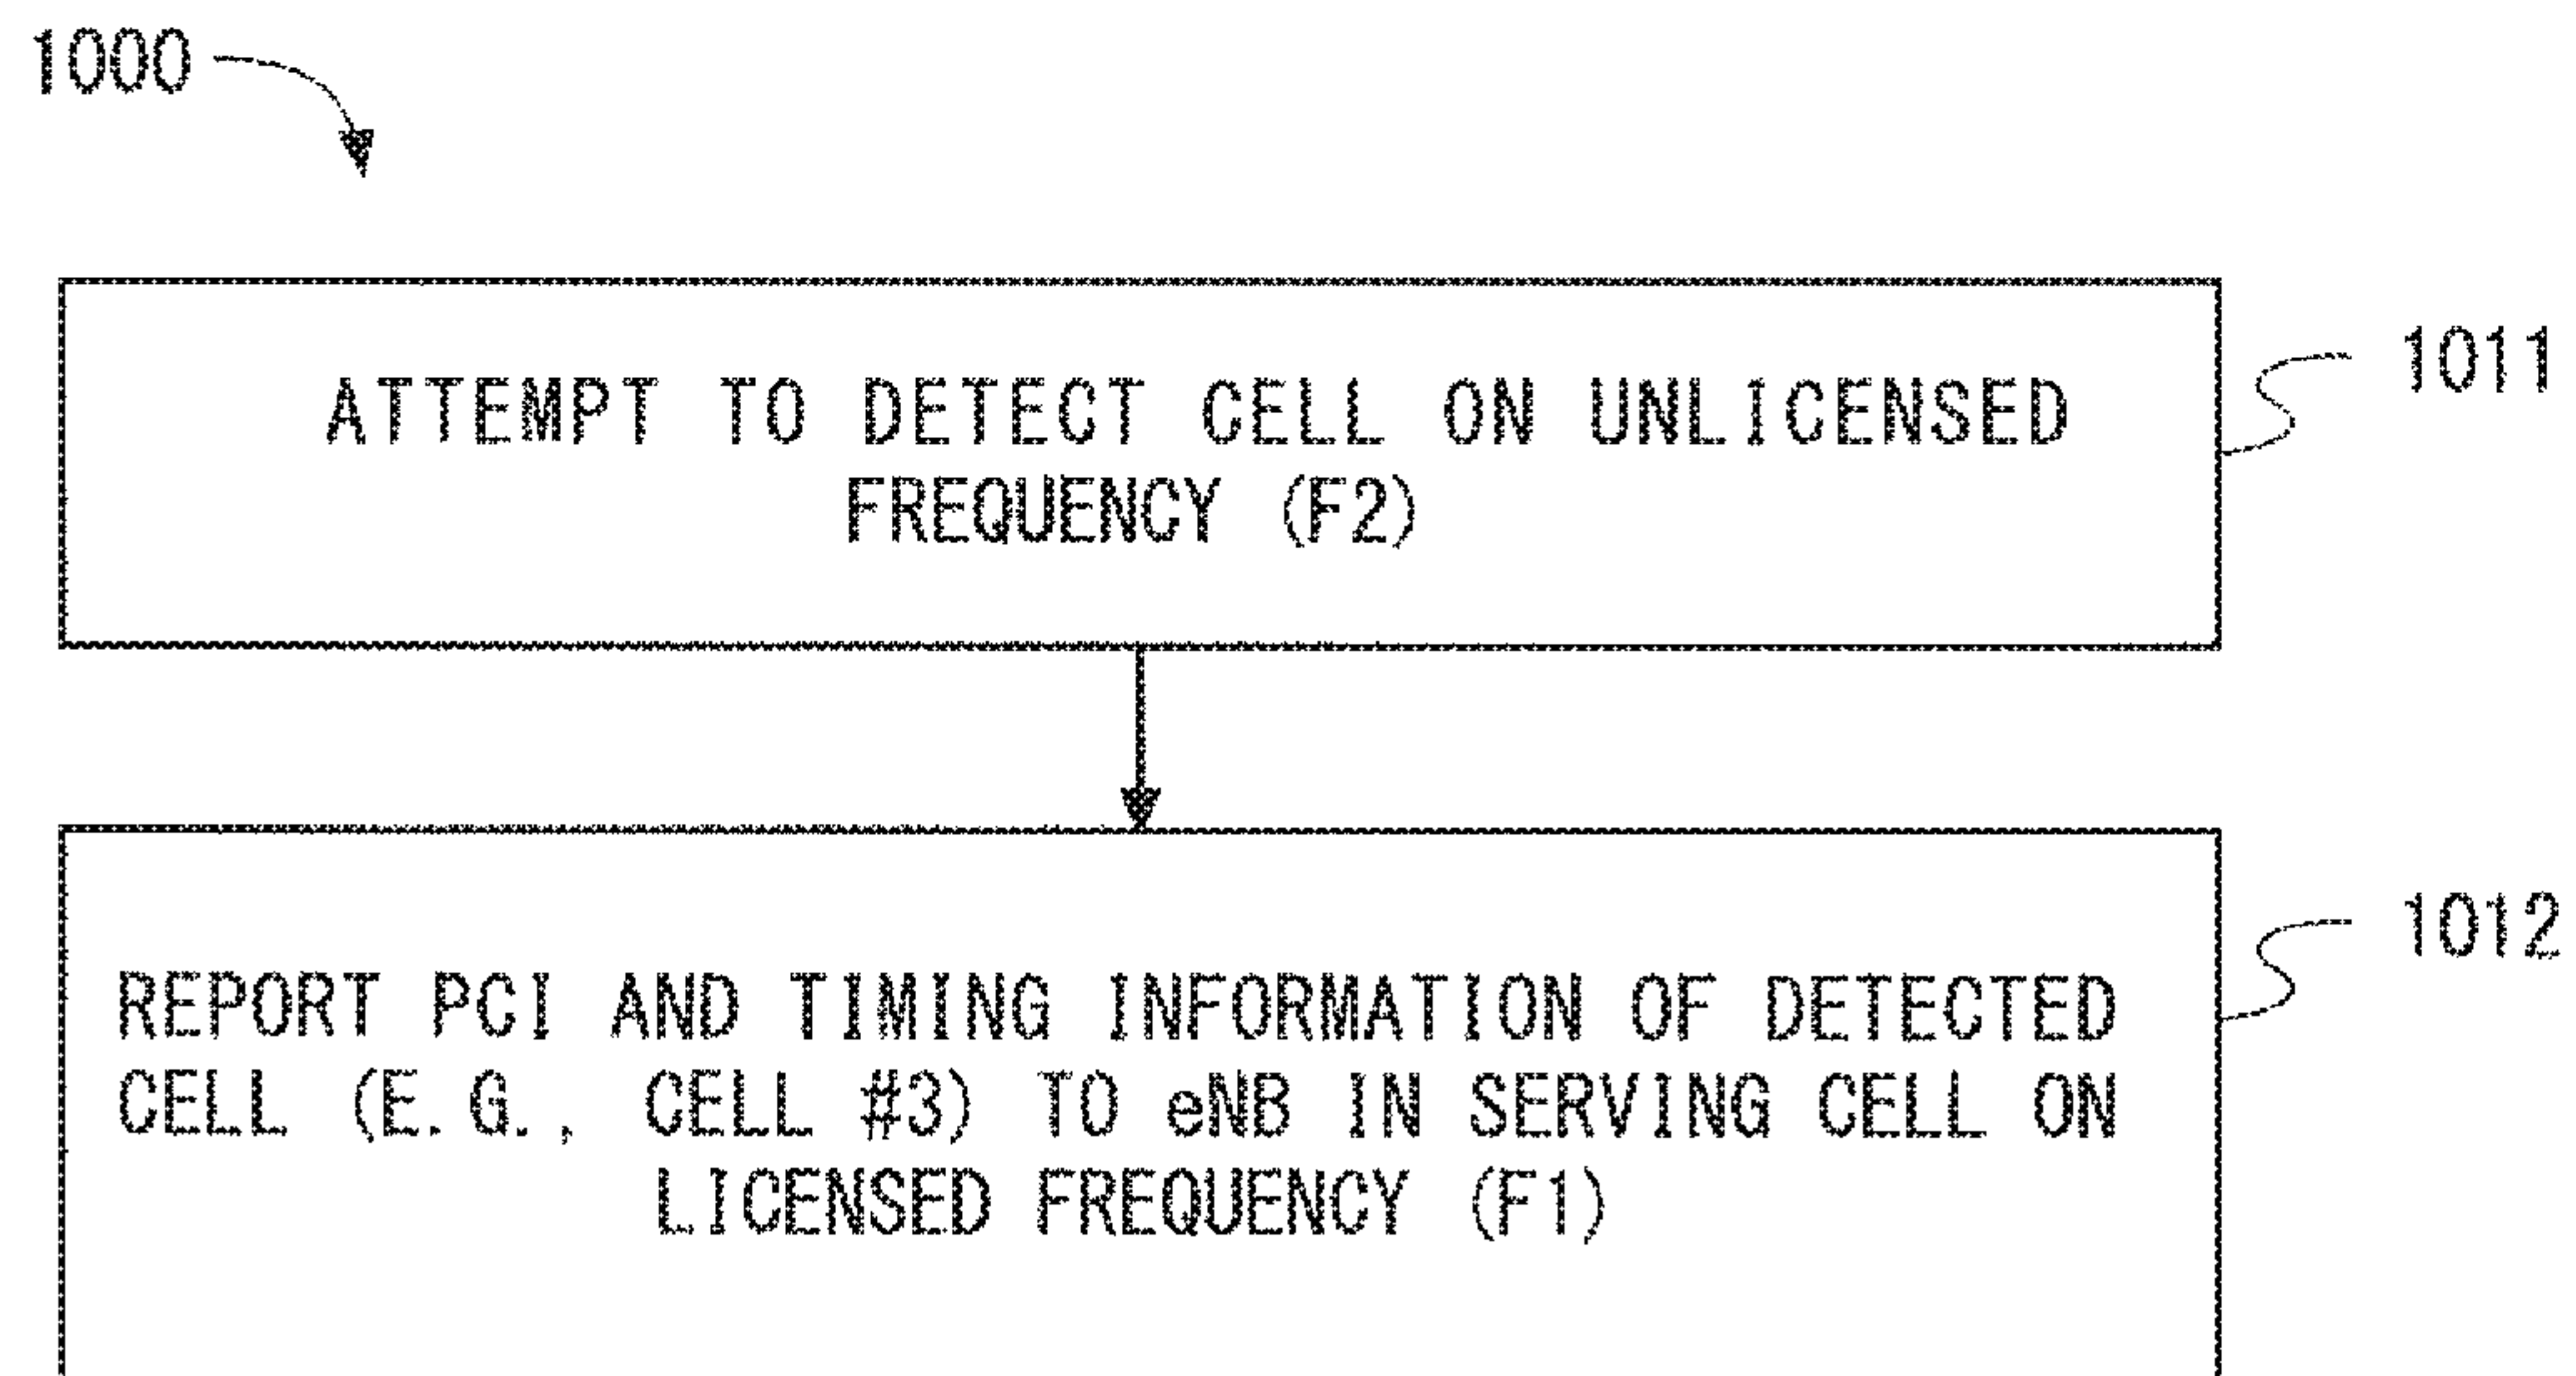 1000
ATTEMPT TO DETECT CELL ON UNLICENSED
FREQUENCY (F2)
1011
REPORT PCI AND TIMING INFORMATION OF DETECTED
CELL (E.G., CELL #3) TO eNB IN SERVING CELL ON
LICENSED FREQUENCY (F1)
1012